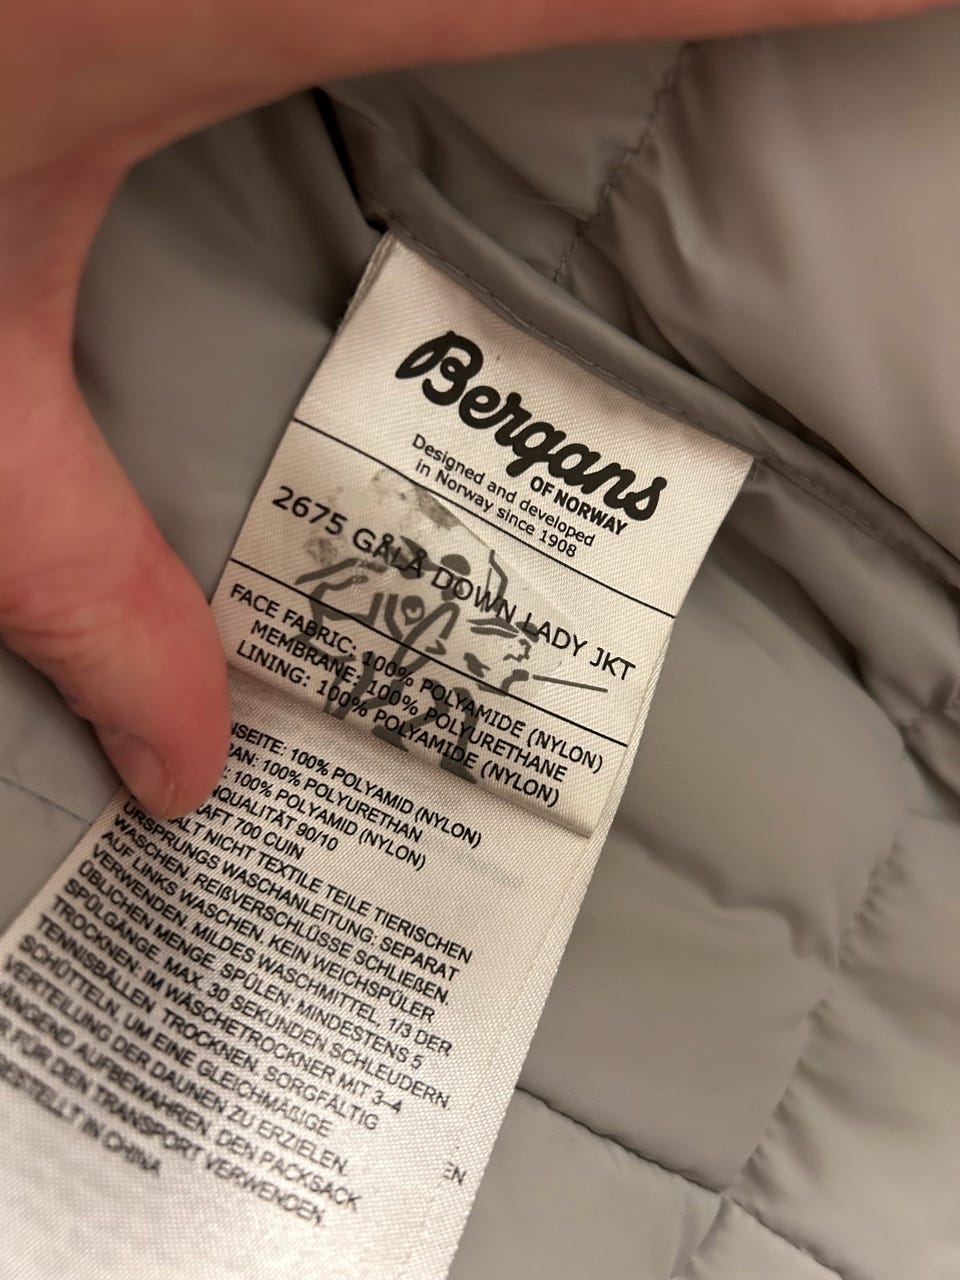 Bergans
OF NORWAY
Designed and developed
in Norway since 1908
2675 GÅLÅ DOWN LADY JKT
FACE FABRIC: 100% POLYAMIDE (NYLON)
MEMBRANE: 100% POLYURETHANE
LINING: 100% POLYAMIDE (NYLON)
100% POLYAMID (NYLON)
100% POLYURETHAN
: 100% POLYAMID (NYLON)
90/10
700 CUIN
NICHT TEXTILE TEILE TIERISCHEN
URSPRUNGS WASCHANLEITUNG: SEPARAT
WASCHEN, REIßVERSCHLÜSSE SCHLIEßEN.
AUF LINKS WASCHEN, KEIN WEICHSPÜLER
VERWENDEN, MILDES WASCHMITTEL, 1/3 DER
ÜBLICHEN MENGE. SPÜLEN: MINDESTENS 5
SPÜLGÄNGE, MAX. 30 SEKUNDEN SCHLEUDERN.
TROCKNEN: IM WÄSCHETROCKNER MIT 3–4
TENNISBÄLLEN TROCKNEN, SORGFÄLTIG
SCHÜTTELN, UM EINE GLEICHMÄßIGE
VERTEILUNG DER DAUNEN ZU ERZIELEN.
AUFBEWAHREN, DEN PACKSACK
FÜR DEN TRANSPORT VERWENDEN.
IN CHINA
EN